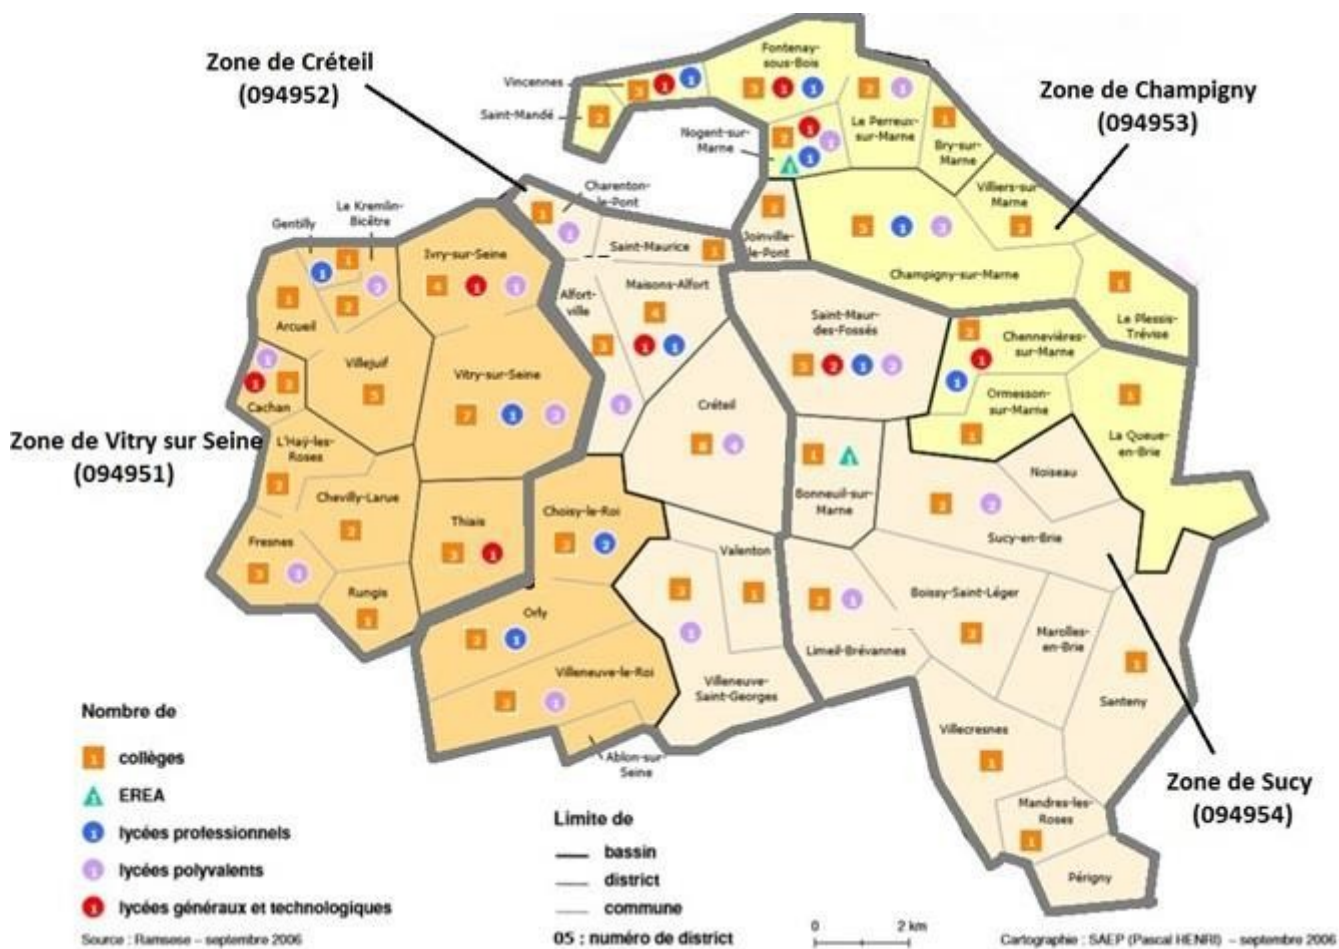 Zone de Créteil
(094952)
Zone de Champigny
(094953)
Zone de Vitry sur Seine
(094951)
Zone de Sucy
(094954)
Vincennes
Saint-Mandé
Fontenay-
sous-Bois
Nogent-sur-
Marne
Le Perreux-
sur-Marne
Bry-sur-
Marne
Villiers-sur-
Marne
Joinville-
le-Pont
Champigny-sur-Marne
Le Plessis-
Trévise
Charenton-
le-Pont
Saint-Maurice
Maisons-Alfort
Alfort-
ville
Créteil
Gentilly
Le Kremlin-
Bicêtre
Ivry-sur-Seine
Arcueil
Villejuif
Cachan
Vitry-sur-Seine
L'Haÿ-les-
Roses
Chevilly-Larue
Fresnes
Rungis
Thiais
Choisy-le-Roi
Orly
Villeneuve-le-Roi
Ablon-sur-
Seine
Valenton
Villeneuve-
Saint-Georges
Saint-Maur-
des-Fossés
Chennevières-
sur-Marne
Ormesson-
sur-Marne
La Queue-
en-Brie
Noiseau
Bonneuil-sur-
Marne
Sucy-en-Brie
Boissy-Saint-Léger
Limeil-Brévannes
Marolles-
en-Brie
Santeny
Villecresnes
Mandres-les-
Roses
Périgny
Nombre de
1 collèges
1 EREA
1 lycées professionnels
1 lycées polyvalents
1 lycées généraux et technologiques
Source : Ramsese – septembre 2006
Limite de
bassin
district
commune
05 : numéro de district
0 2 km
Cartographie : SAEP (Pascal HENRI) – septembre 2006